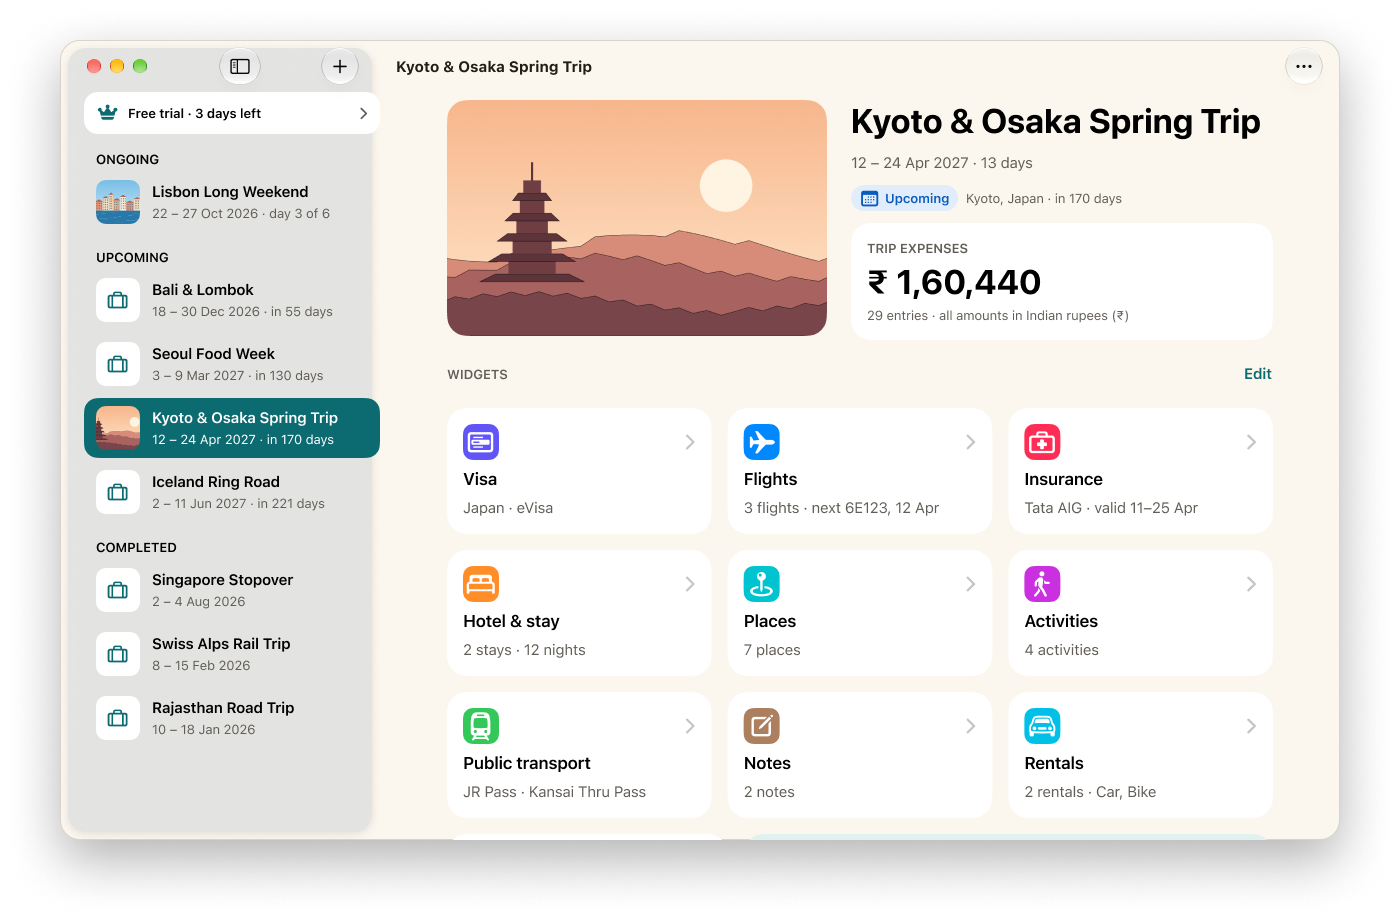 Kyoto & Osaka Spring Trip
Free trial · 3 days left
ONGOING
Lisbon Long Weekend
22 – 27 Oct 2026 · day 3 of 6
UPCOMING
Bali & Lombok
18 – 30 Dec 2026 · in 55 days
Seoul Food Week
3 – 9 Mar 2027 · in 130 days
Kyoto & Osaka Spring Trip
12 – 24 Apr 2027 · in 170 days
Iceland Ring Road
2 – 11 Jun 2027 · in 221 days
COMPLETED
Singapore Stopover
2 – 4 Aug 2026
Swiss Alps Rail Trip
8 – 15 Feb 2026
Rajasthan Road Trip
10 – 18 Jan 2026
Kyoto & Osaka Spring Trip
12 – 24 Apr 2027 · 13 days
Upcoming Kyoto, Japan · in 170 days
TRIP EXPENSES
₹ 1,60,440
29 entries · all amounts in Indian rupees (₹)
WIDGETS Edit
Visa
Japan · eVisa
Flights
3 flights · next 6E123, 12 Apr
Insurance
Tata AIG · valid 11–25 Apr
Hotel & stay
2 stays · 12 nights
Places
7 places
Activities
4 activities
Public transport
JR Pass · Kansai Thru Pass
Notes
2 notes
Rentals
2 rentals · Car, Bike